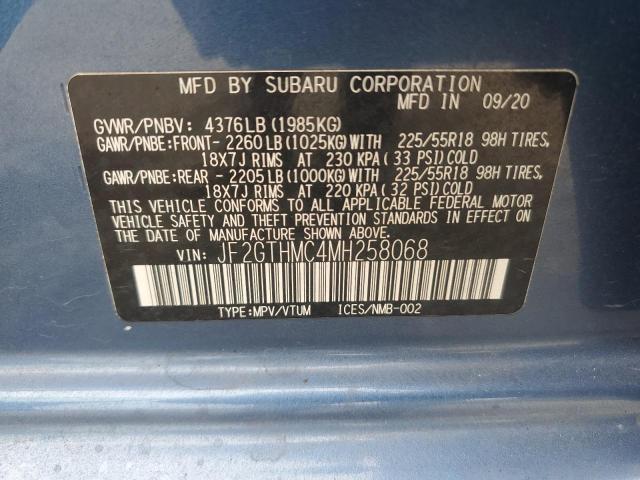 MFD BY SUBARU CORPORATION
MFD IN 09/20
GVWR/PNBV: 4376LB (1985KG)
GAWR/PNBE:FRONT- 2260LB (1025KG) WITH 225/55R18 98H TIRES,
18X7J RIMS AT 230 KPA (33 PSI) COLD
GAWR/PNBE:REAR - 2205LB (1000KG) WITH 225/55R18 98H TIRES,
18X7J RIMS AT 220 KPA (32 PSI) COLD
THIS VEHICLE CONFORMS TO ALL APPLICABLE FEDERAL MOTOR
VEHICLE SAFETY AND THEFT PREVENTION STANDARDS IN EFFECT ON
THE DATE OF MANUFACTURE SHOWN ABOVE.
VIN: JF2GTHMC4MH258068
TYPE:MPV/VTUM ICES/NMB-002